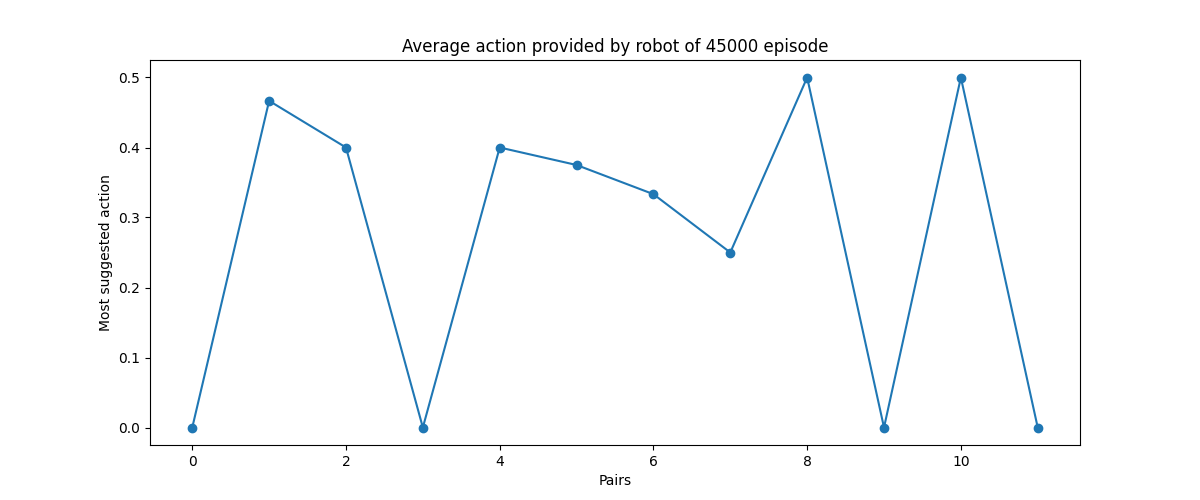 Average action provided by robot of 45000 episode
Most suggested action
0.5
0.4
0.3
0.2
0.1
0.0
0 2 4 6 8 10
Pairs